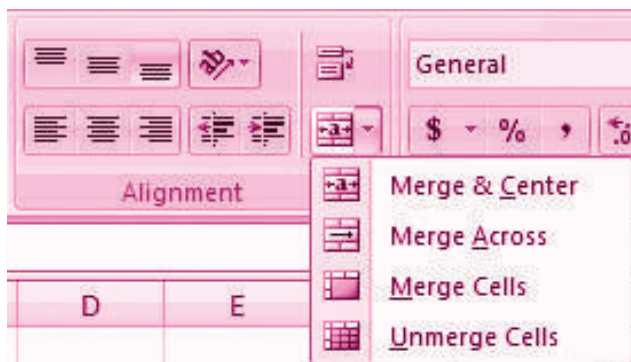 General
$ % ,
Alignment
Merge & Center
Merge Across
Merge Cells
Unmerge Cells
D E